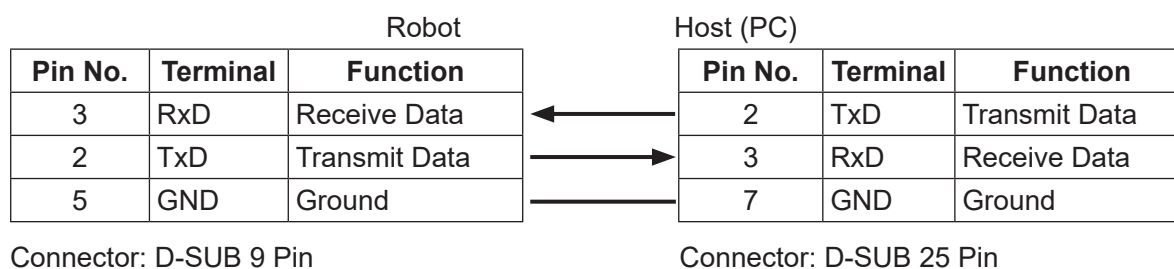 Robot Host (PC)
Pin No. Terminal Function Pin No. Terminal Function
3 RxD Receive Data 2 TxD Transmit Data
2 TxD Transmit Data 3 RxD Receive Data
5 GND Ground 7 GND Ground
Connector: D-SUB 9 Pin Connector: D-SUB 25 Pin